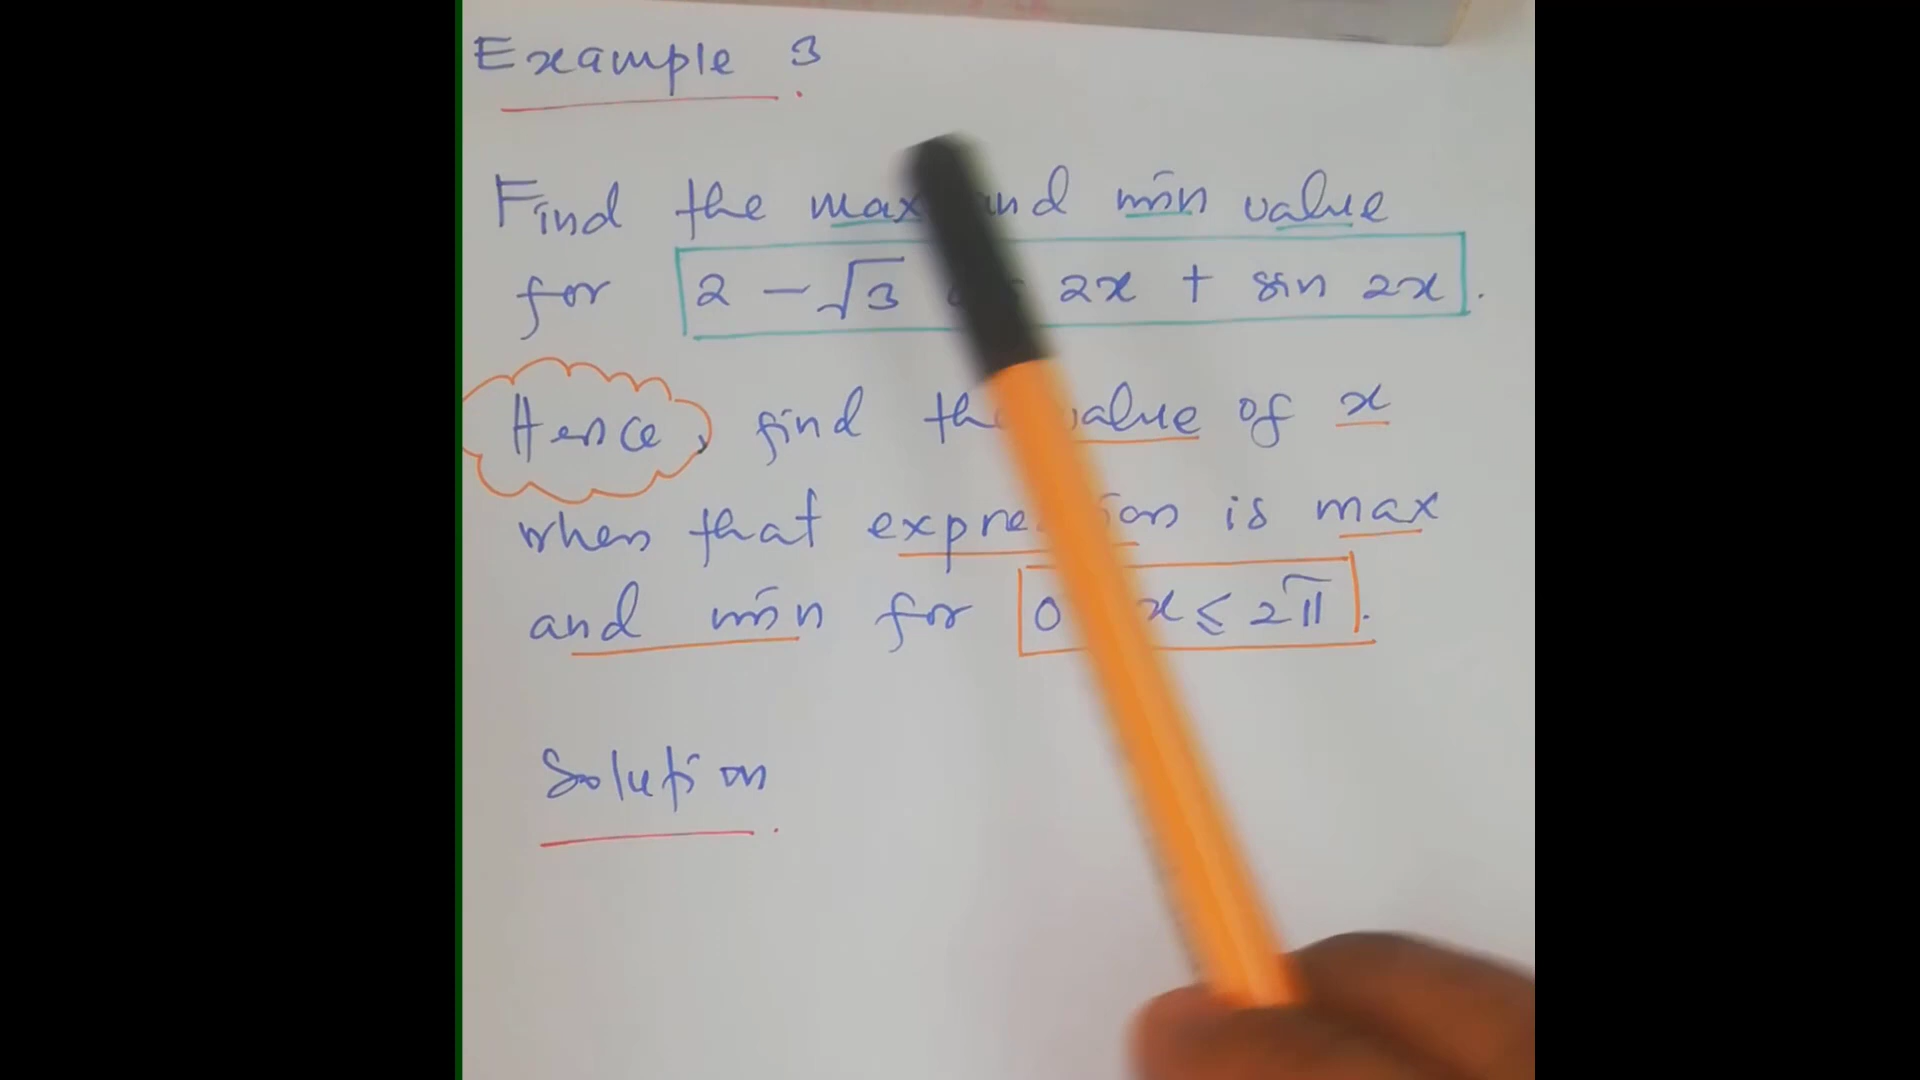 Example 3.
Find the max and min value
for 2 - √3 2x + sin 2x.
Hence, find the value of x
when that expression is max
and min for 0 x ≤ 2π.
Solution.